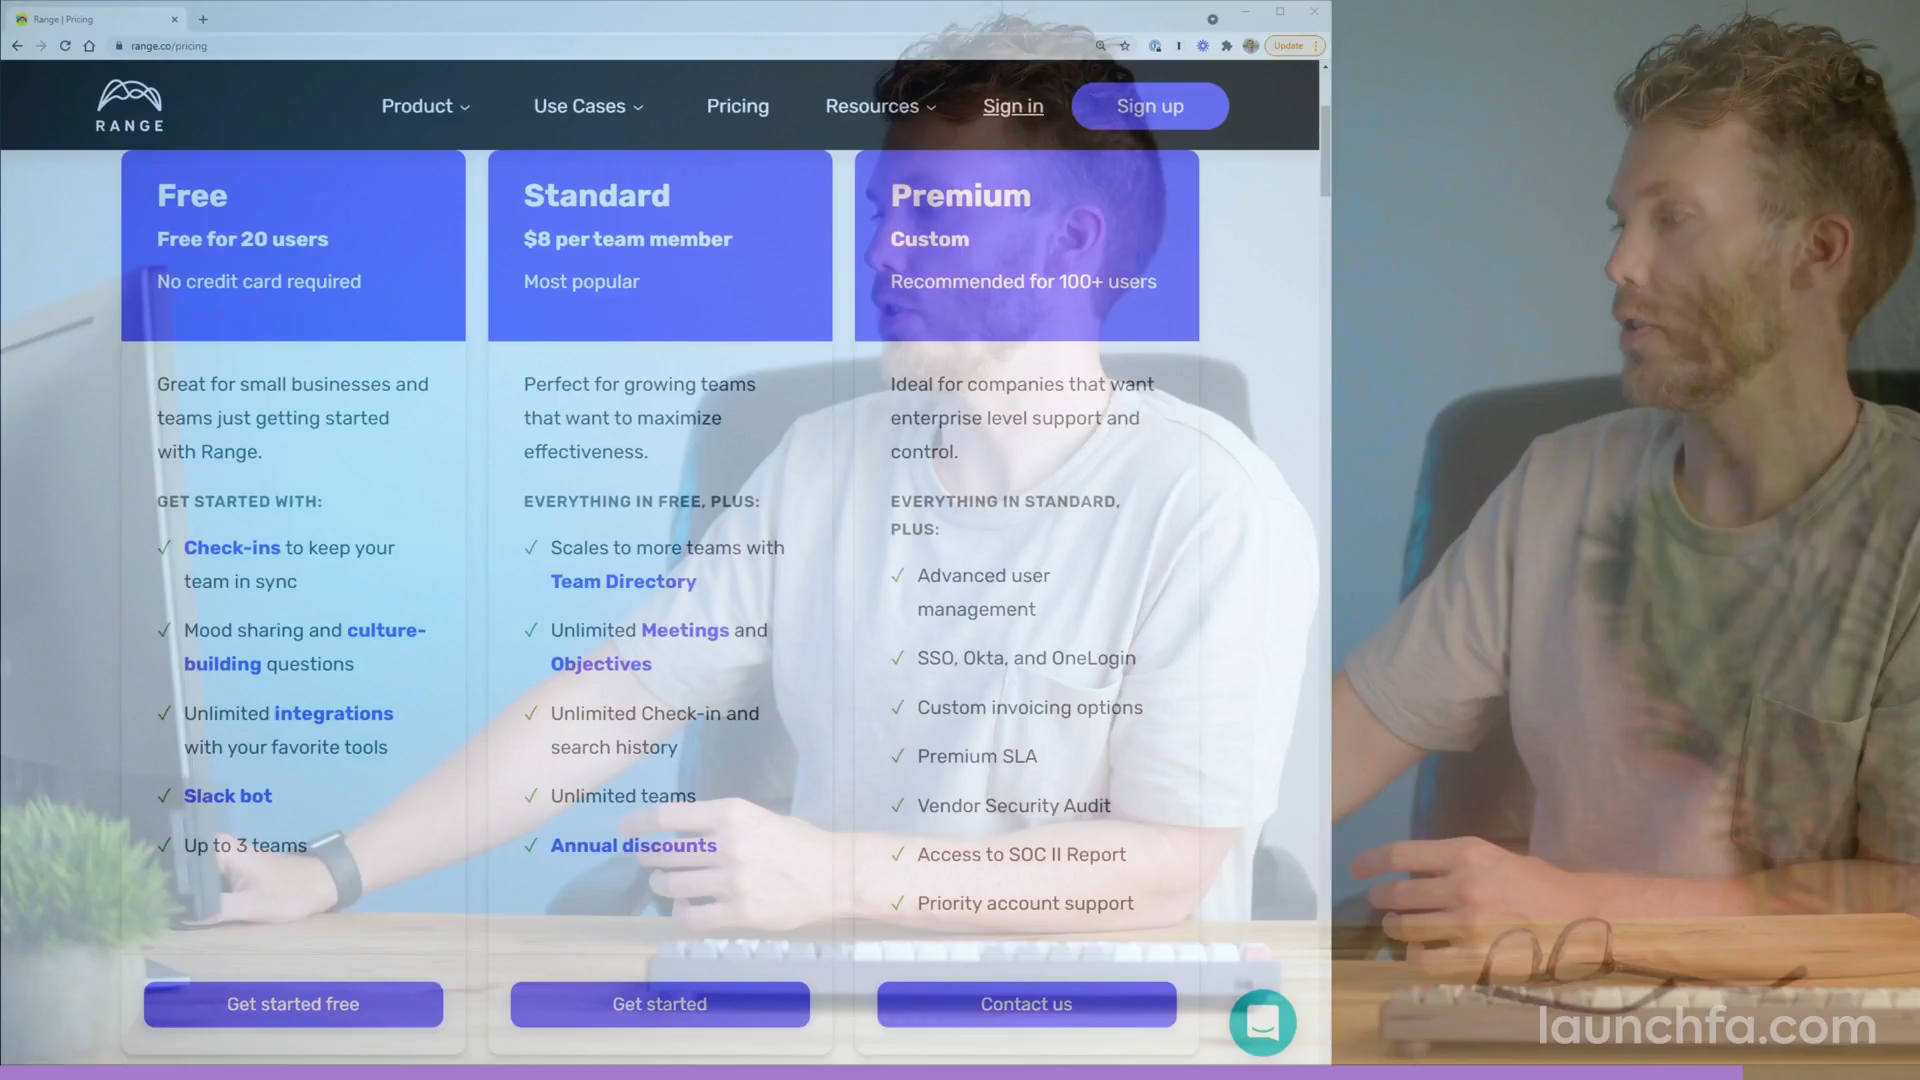 Range | Pricing
range.co/pricing
Update
RANGE
Product
Use Cases
Pricing
Resources
Sign in
Sign up
Free
Free for 20 users
No credit card required
Great for small businesses and
teams just getting started
with Range.
GET STARTED WITH:
Check-ins to keep your
team in sync
Mood sharing and culture-
building questions
Unlimited integrations
with your favorite tools
Slack bot
Up to 3 teams
Get started free
Standard
$8 per team member
Most popular
Perfect for growing teams
that want to maximize
effectiveness.
EVERYTHING IN FREE, PLUS:
Scales to more teams with
Team Directory
Unlimited Meetings and
Objectives
Unlimited Check-in and
search history
Unlimited teams
Annual discounts
Get started
Premium
Custom
Recommended for 100+ users
Ideal for companies that want
enterprise level support and
control.
EVERYTHING IN STANDARD,
PLUS:
Advanced user
management
SSO, Okta, and OneLogin
Custom invoicing options
Premium SLA
Vendor Security Audit
Access to SOC II Report
Priority account support
Contact us
launchfa.com